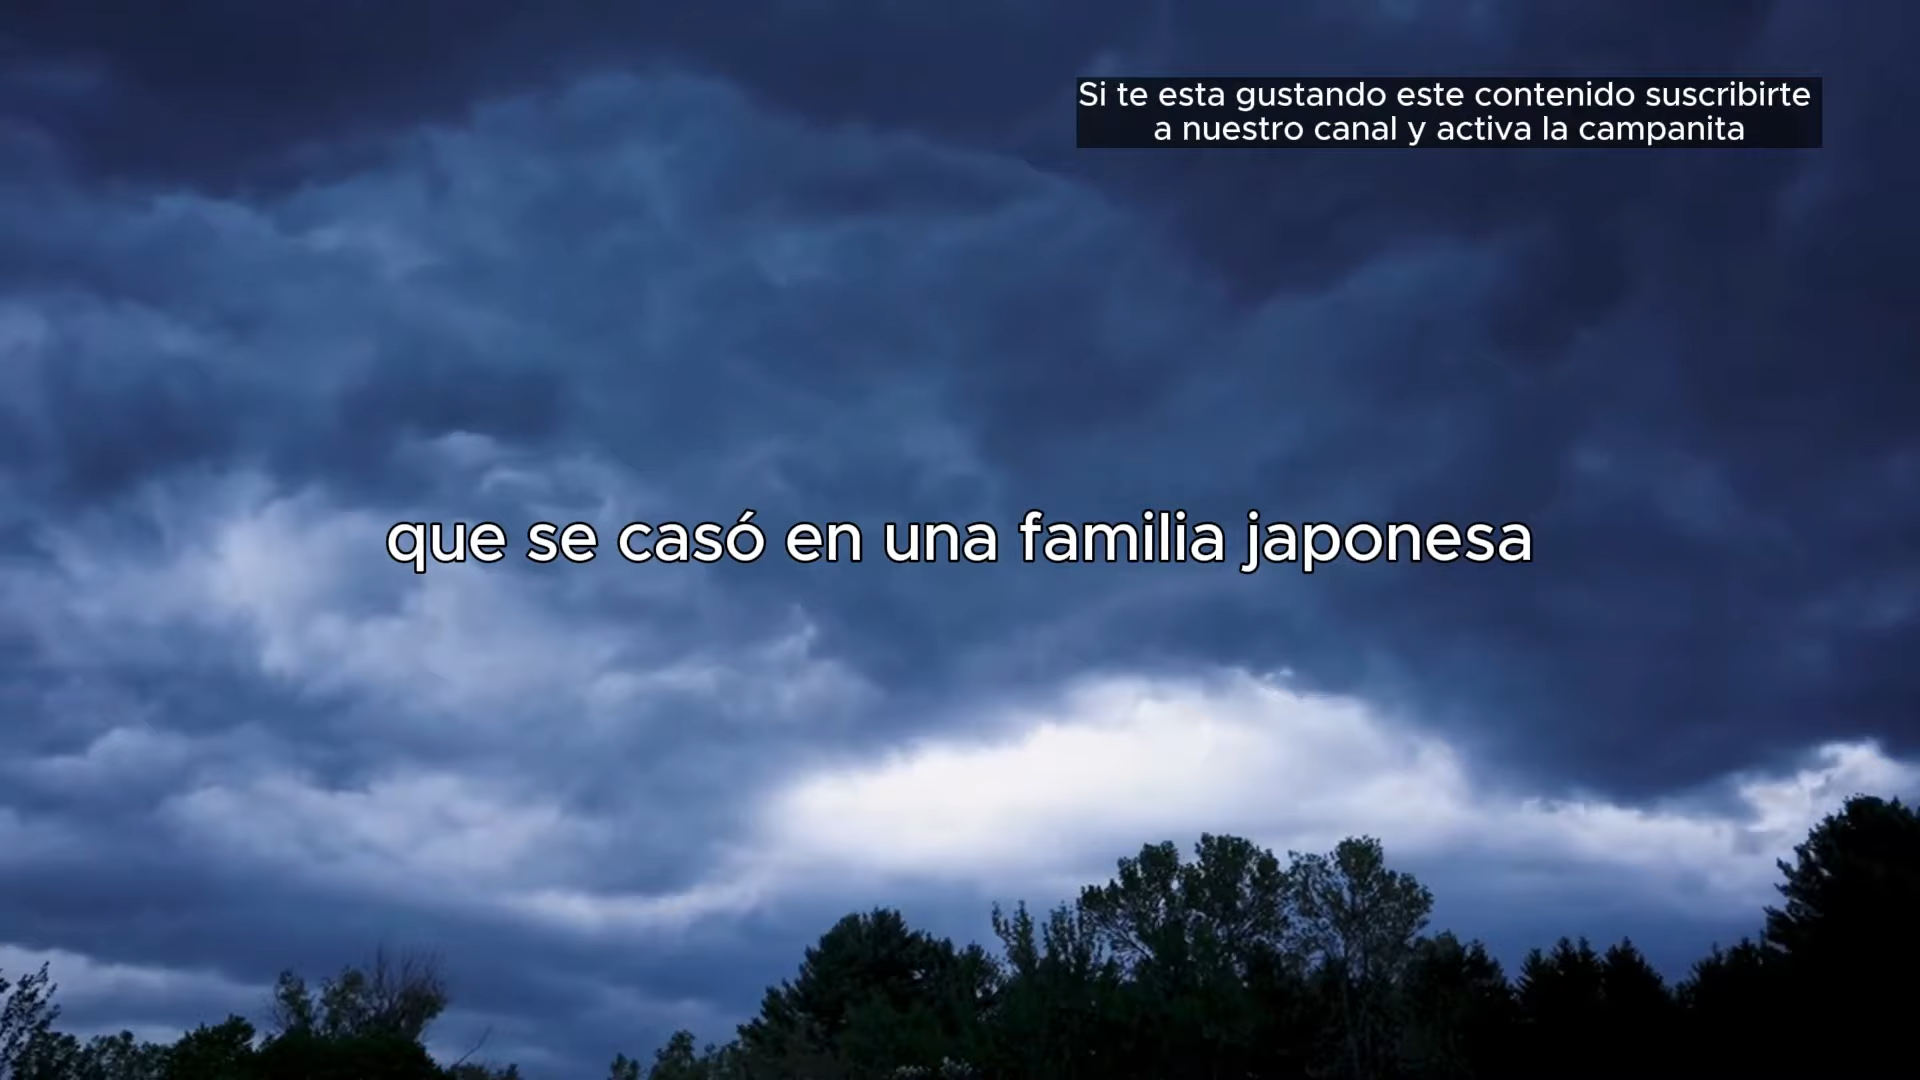 Si te esta gustando este contenido suscribirte
a nuestro canal y activa la campanita
que se casó en una familia japonesa